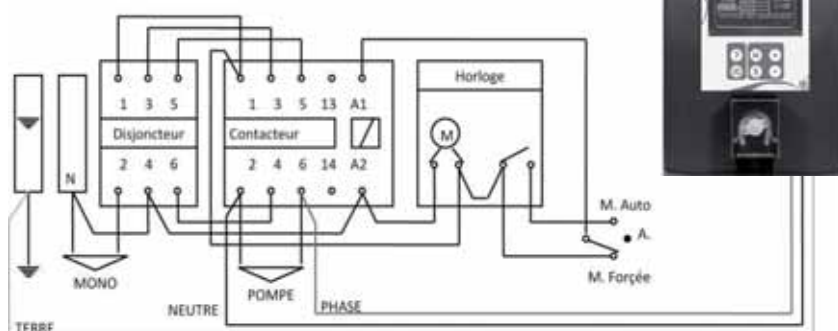 1 3 5
1 3 5 13 A1
Horloge
Disjoncteur
Contacteur
M
N
2 4 6
2 4 6 14 A2
M. Auto
A.
M. Forcée
MONO
POMPE
NEUTRE
PHASE
TERRE